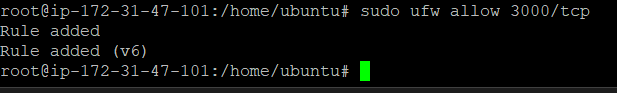 root@ip-172-31-47-101:/home/ubuntu# sudo ufw allow 3000/tcp
Rule added
Rule added (v6)
root@ip-172-31-47-101:/home/ubuntu#